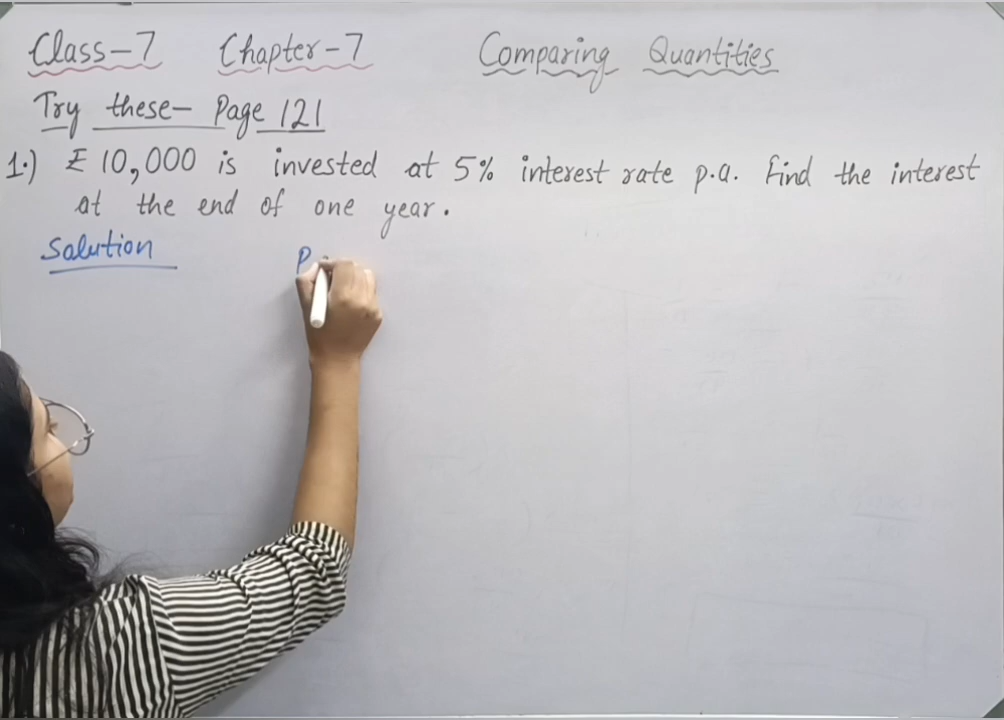 Class-7 Chapter-7 Comparing Quantities
Try these- Page 121
1.) ₹ 10,000 is invested at 5% interest rate p.a. Find the interest
at the end of one year.
Solution P